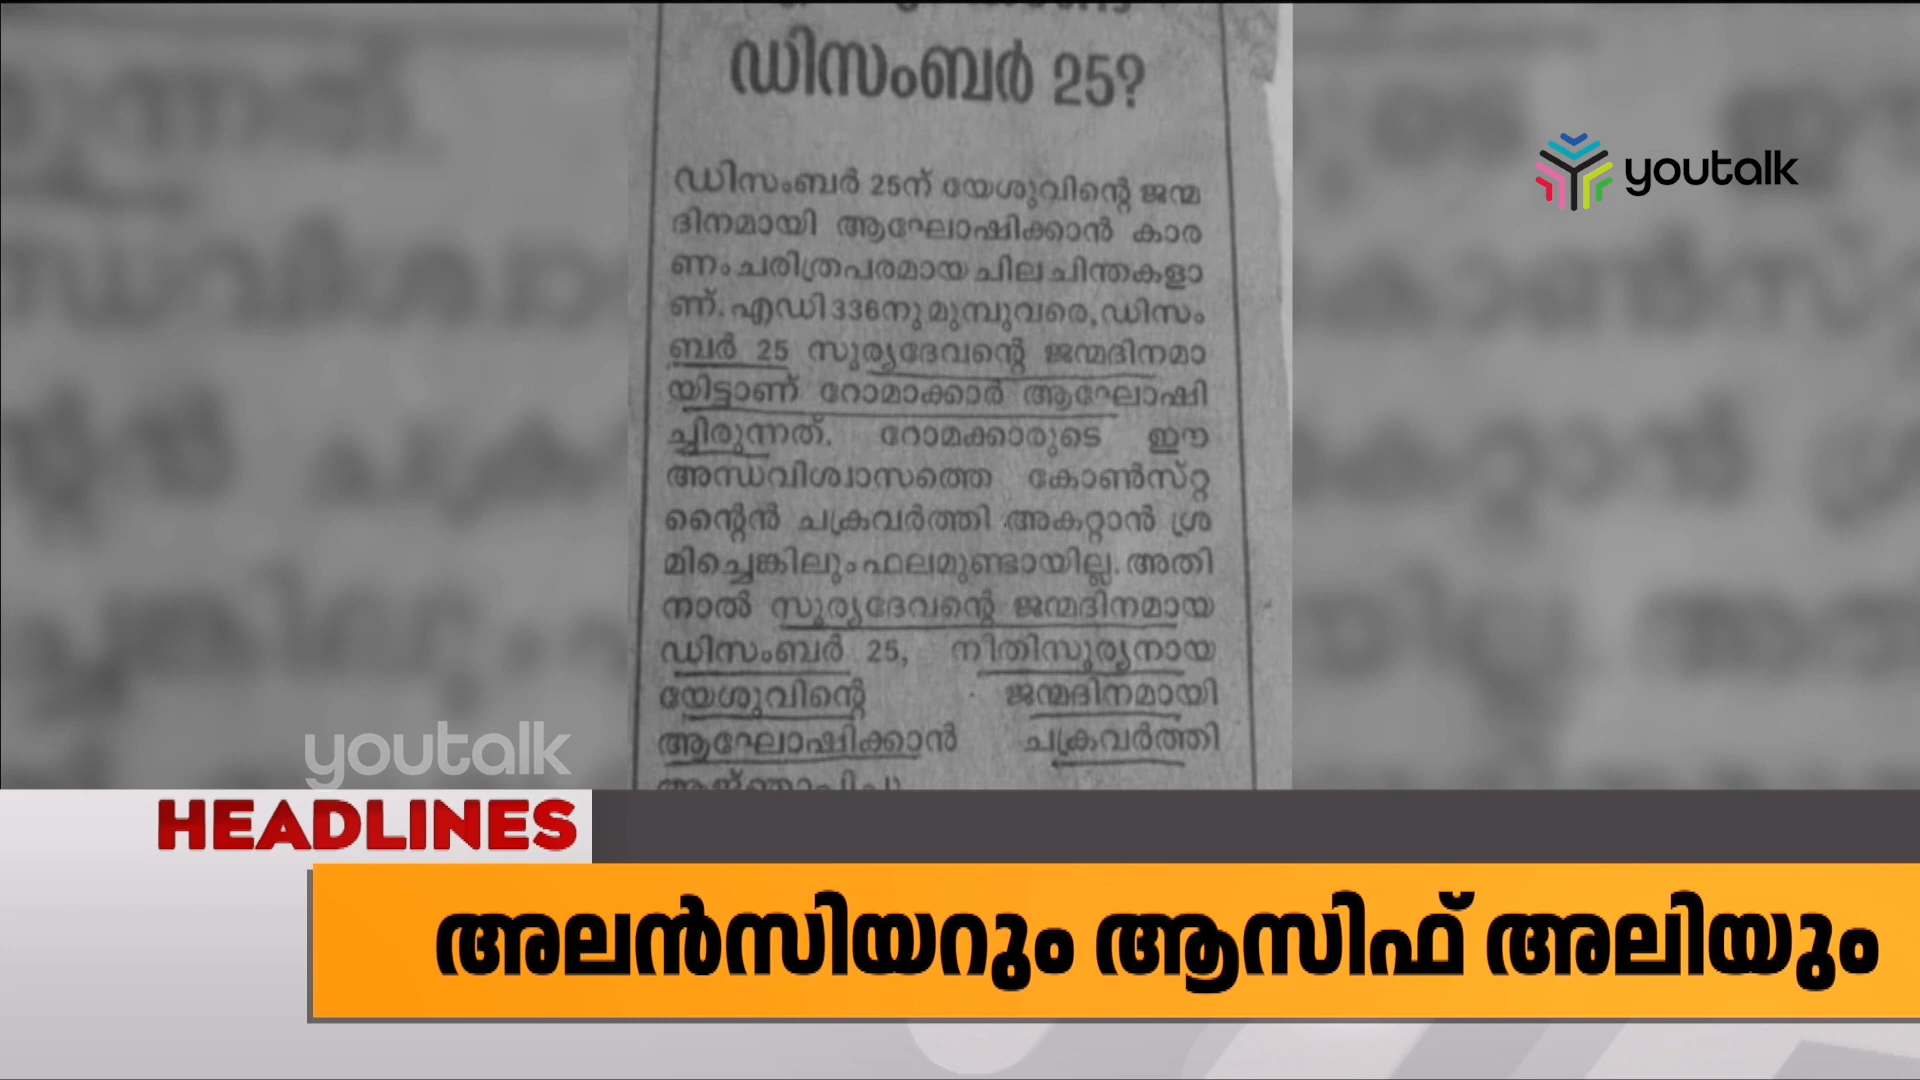 ഡിസംബർ 25?
ഡിസംബർ 25ന് യേശുവിന്റെ ജന്മ
ദിനമായി ആഘോഷിക്കാൻ കാര
ണം ചരിത്രപരമായ ചില ചിന്തകളാ
ണ്. എഡി 336നു മുമ്പുവരെ, ഡിസം
ബർ 25 സൂര്യദേവന്റെ ജന്മദിനമാ
യിട്ടാണ് റോമാക്കാർ ആഘോഷി
ച്ചിരുന്നത്. റോമക്കാരുടെ ഈ
അന്ധവിശ്വാസത്തെ കോൺസ്റ്റ
ന്റൈൻ ചക്രവർത്തി അകറ്റാൻ ശ്ര
മിച്ചെങ്കിലും ഫലമുണ്ടായില്ല. അതി
നാൽ സൂര്യദേവന്റെ ജന്മദിനമായ
ഡിസംബർ 25, നീതിസൂര്യനായ
യേശുവിന്റെ ജന്മദിനമായി
ആഘോഷിക്കാൻ ചക്രവർത്തി
youtalk
youtalk
HEADLINES
അലൻസിയറും ആസിഫ് അലിയും